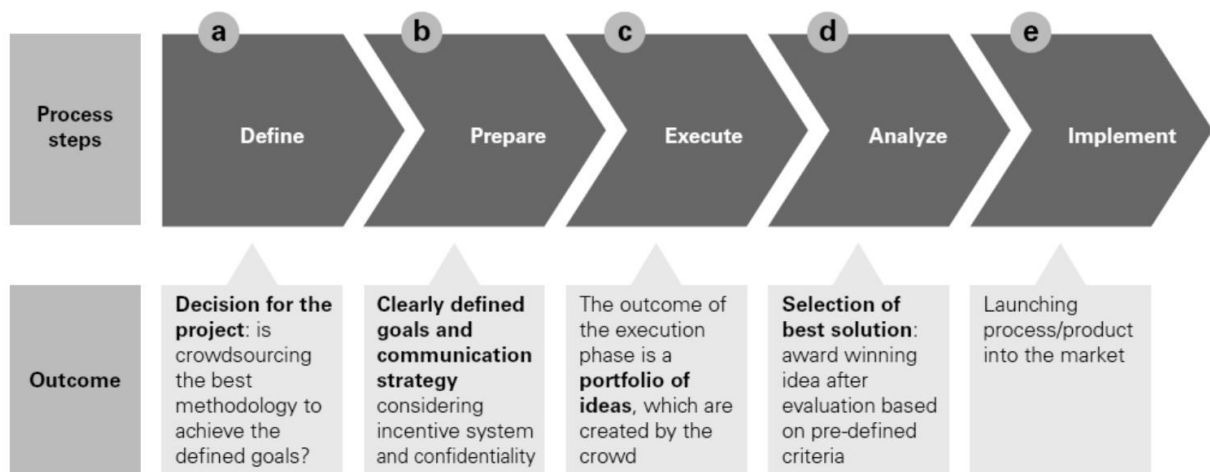 a
b
c
d
e
Process
steps
Define
Prepare
Execute
Analyze
Implement
Outcome
Decision for the
project: is
crowdsourcing
the best
methodology to
achieve the
defined goals?
Clearly defined
goals and
communication
strategy
considering
incentive system
and confidentiality
The outcome of
the execution
phase is a
portfolio of
ideas, which are
created by the
crowd
Selection of
best solution:
award winning
idea after
evaluation based
on pre-defined
criteria
Launching
process/product
into the market